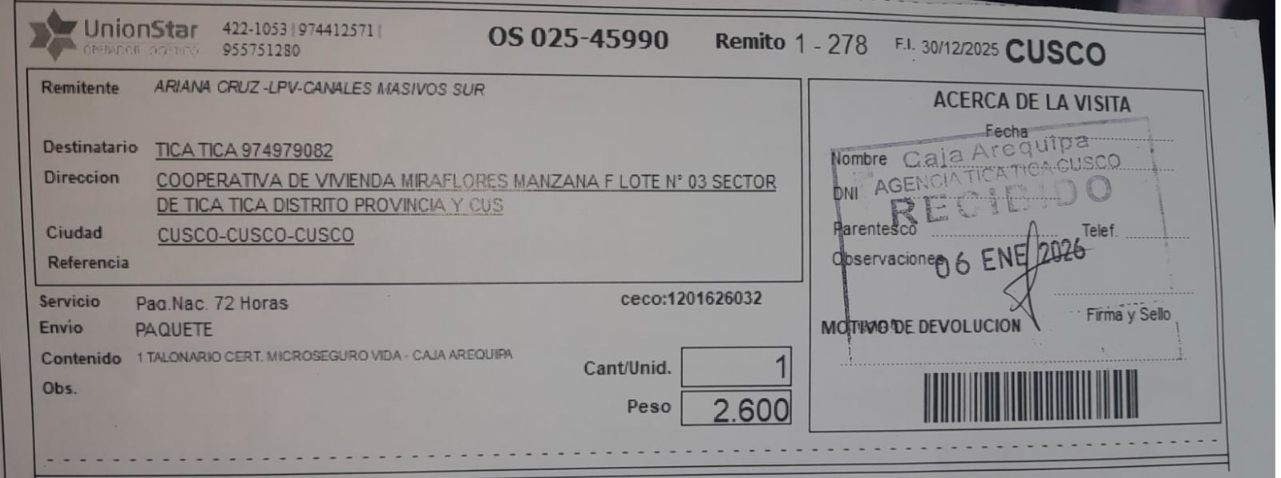 UnionStar
OPERADOR LOGISTICO
422-1053 | 974412571 |
955751280
OS 025-45990
Remito 1 - 278
F.I. 30/12/2025 CUSCO
Remitente ARIANA CRUZ -LPV-CANALES MASIVOS SUR
Destinatario TICA TICA 974979082
Direccion COOPERATIVA DE VIVIENDA MIRAFLORES MANZANA F LOTE N° 03 SECTOR
DE TICA TICA DISTRITO PROVINCIA Y CUS
Ciudad CUSCO-CUSCO-CUSCO
Referencia
Servicio Paq.Nac. 72 Horas
ceco:1201626032
Envio PAQUETE
Contenido 1 TALONARIO CERT. MICROSEGURO VIDA - CAJA AREQUIPA
Obs.
Cant/Unid. 1
Peso 2.600
ACERCA DE LA VISITA
Fecha
Nombre
DNI
Parentesco
Telef.
Observaciones
Caja Arequipa
AGENCIA TICA TICA CUSCO
RECIBIDO
06 ENE 2026
Firma y Sello
MOTIVO DE DEVOLUCION